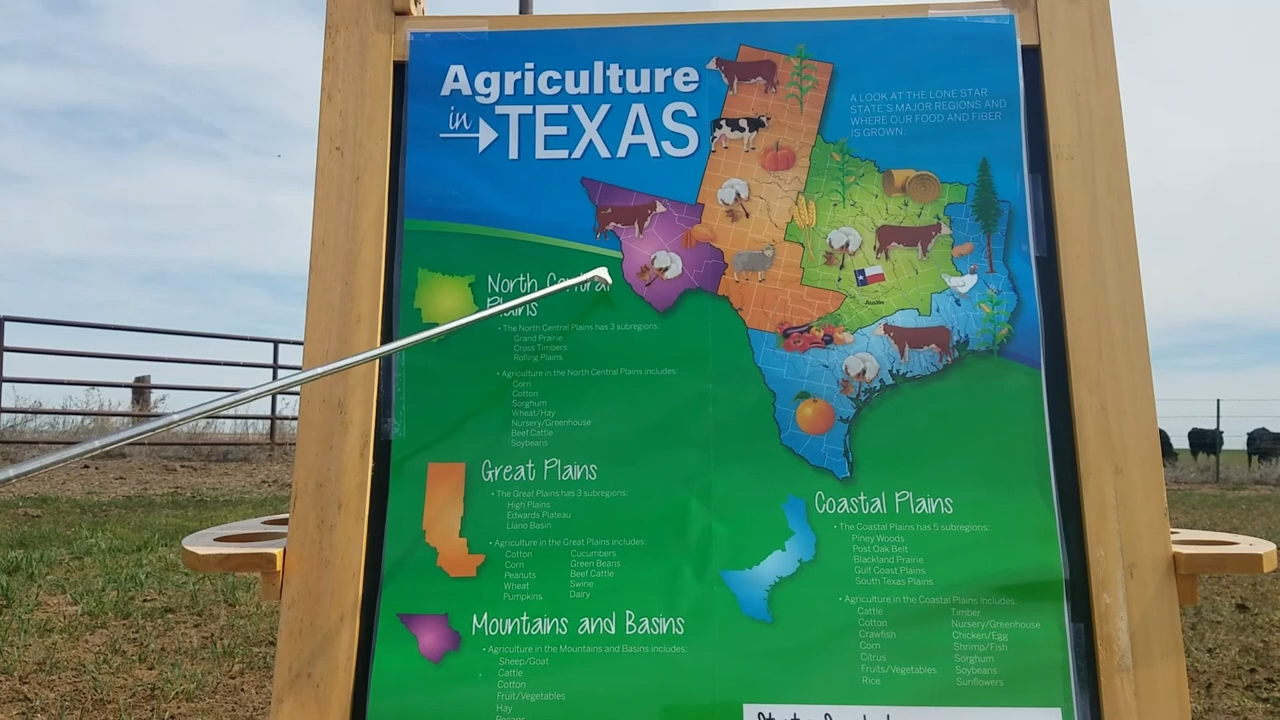 Agriculture
in TEXAS
A LOOK AT THE LONE STAR
STATE'S MAJOR REGIONS AND
WHERE OUR FOOD AND FIBER
IS GROWN.
Austin
North Central
Plains
• The North Central Plains has 3 subregions:
Grand Prairie
Cross Timbers
Rolling Plains
• Agriculture in the North Central Plains includes:
Corn
Cotton
Sorghum
Wheat/Hay
Nursery/Greenhouse
Beef Cattle
Soybeans
Great Plains
• The Great Plains has 3 subregions:
High Plains
Edwards Plateau
Llano Basin
• Agriculture in the Great Plains includes:
Cotton
Corn
Peanuts
Wheat
Pumpkins
Cucumbers
Green Beans
Beef Cattle
Swine
Dairy
Mountains and Basins
• Agriculture in the Mountains and Basins includes:
Sheep/Goat
Cattle
Cotton
Fruit/Vegetables
Hay
Pecans
Coastal Plains
• The Coastal Plains has 5 subregions:
Piney Woods
Post Oak Belt
Blackland Prairie
Gulf Coast Plains
South Texas Plains
• Agriculture in the Coastal Plains includes:
Cattle
Cotton
Crawfish
Corn
Citrus
Fruits/Vegetables
Rice
Timber
Nursery/Greenhouse
Chicken/Egg
Shrimp/Fish
Sorghum
Soybeans
Sunflowers